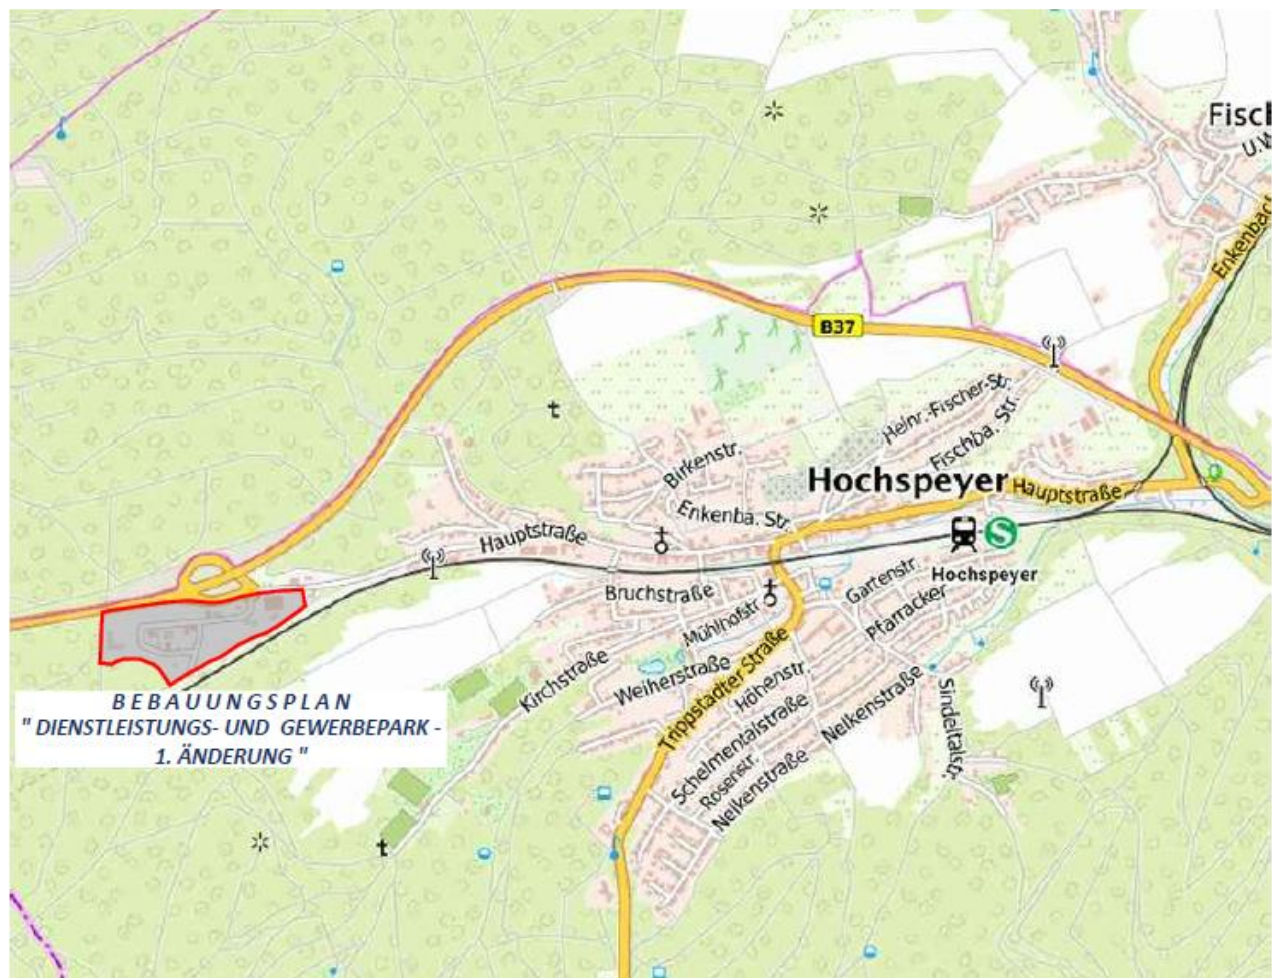 Fisch
U.W
Enkenbach
B37
Heinr.-Fischer-Str.
Fischba. Str.
Birkenstr.
Hochspeyer
Hauptstraße
Enkenba. Str.
Hauptstraße
S
Hochspeyer
Bruchstraße
Gartenstr.
Mühlhofstr.
Pfarracker
Kirchstraße
Weiherstraße
Höhenstr.
Trippstadter Straße
Schelmentalstraße
Nelkenstraße
Sindeltalstr.
Rosenstr.
Nelkenstraße
BEBAUUNGSPLAN
" DIENSTLEISTUNGS- UND GEWERBEPARK -
1. ÄNDERUNG "